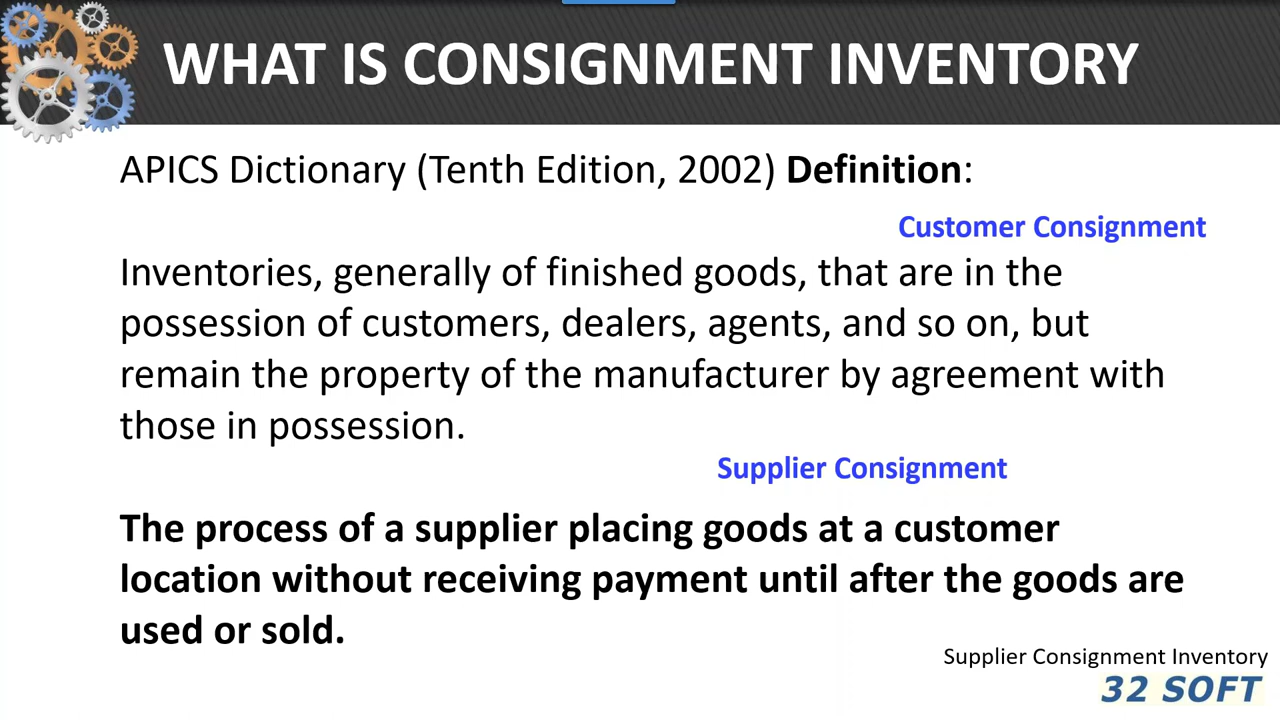 WHAT IS CONSIGNMENT INVENTORY
APICS Dictionary (Tenth Edition, 2002) Definition:
Customer Consignment
Inventories, generally of finished goods, that are in the
possession of customers, dealers, agents, and so on, but
remain the property of the manufacturer by agreement with
those in possession.
Supplier Consignment
The process of a supplier placing goods at a customer
location without receiving payment until after the goods are
used or sold.
Supplier Consignment Inventory
32 SOFT